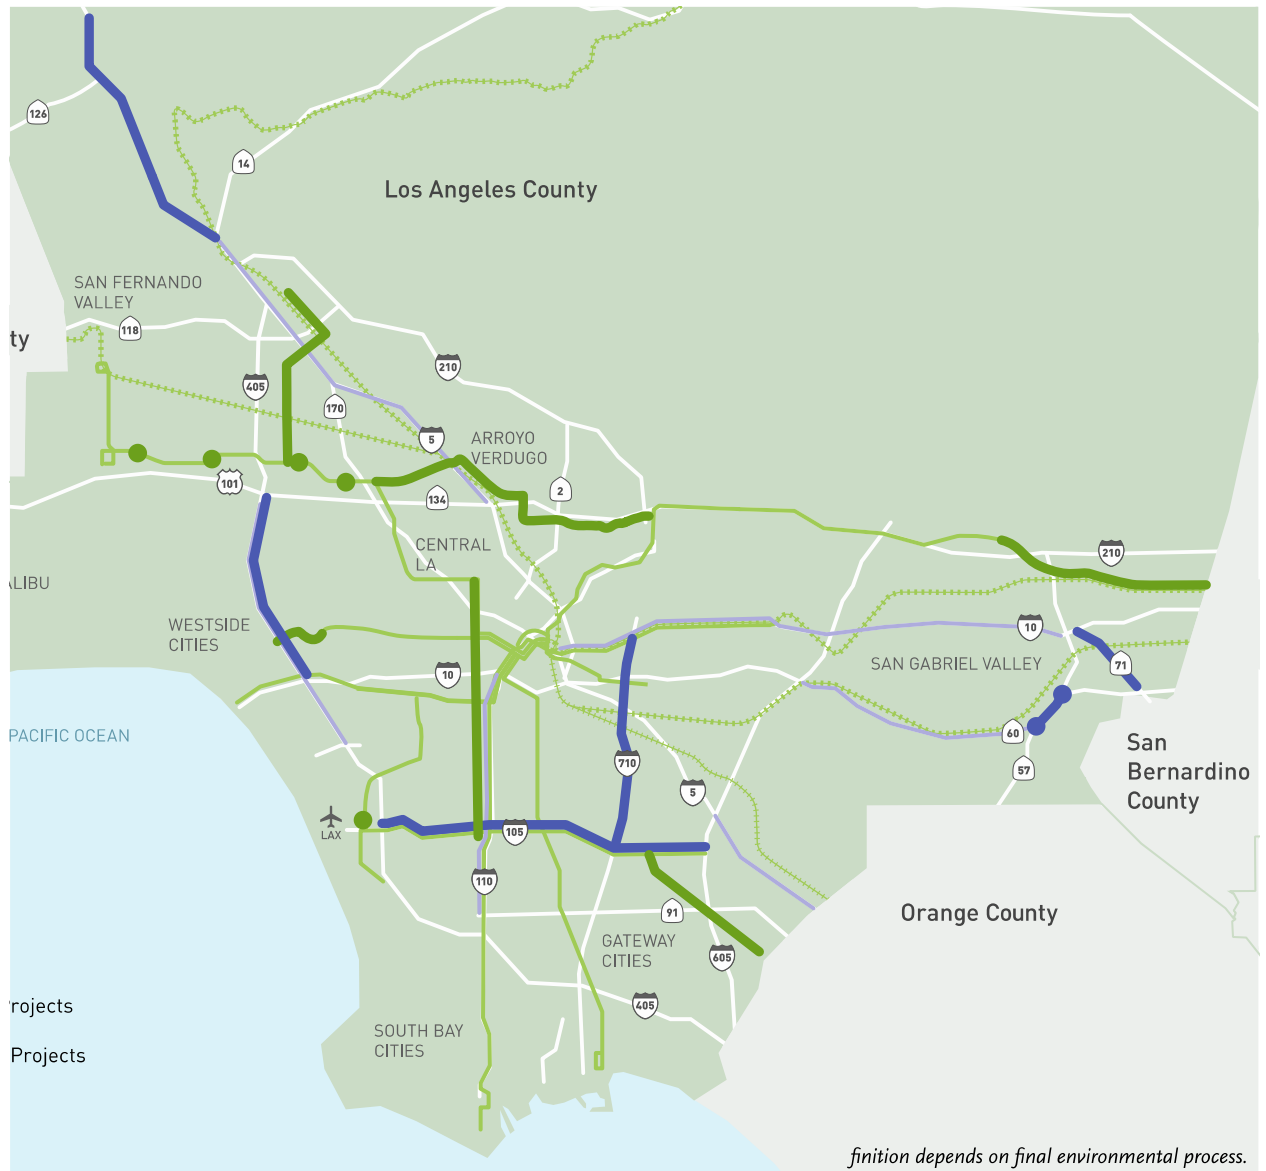 126
14
Los Angeles County
SAN FERNANDO
VALLEY
118
ty
210
405
170
5
ARROYO
VERDUGO
101
134
2
CENTRAL
LA
210
ALIBU
WESTSIDE
CITIES
10
10
SAN GABRIEL VALLEY
71
PACIFIC OCEAN
60
San
Bernardino
County
57
710
5
LAX
105
110
91
Orange County
GATEWAY
CITIES
605
405
rojects
SOUTH BAY
CITIES
Projects
finition depends on final environmental process.